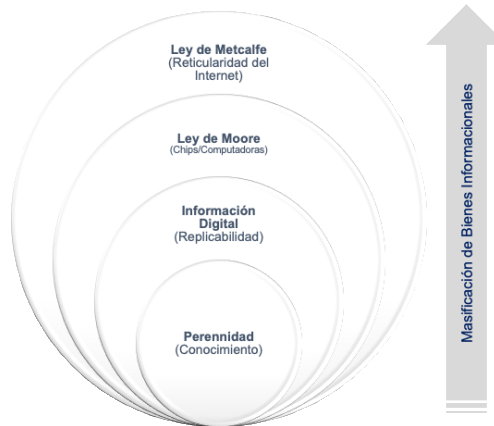 Ley de Metcalfe
(Reticularidad del
Internet)
Ley de Moore
(Chips/Computadoras)
Información
Digital
(Replicabilidad)
Perennidad
(Conocimiento)
Masificación de Bienes Informacionales